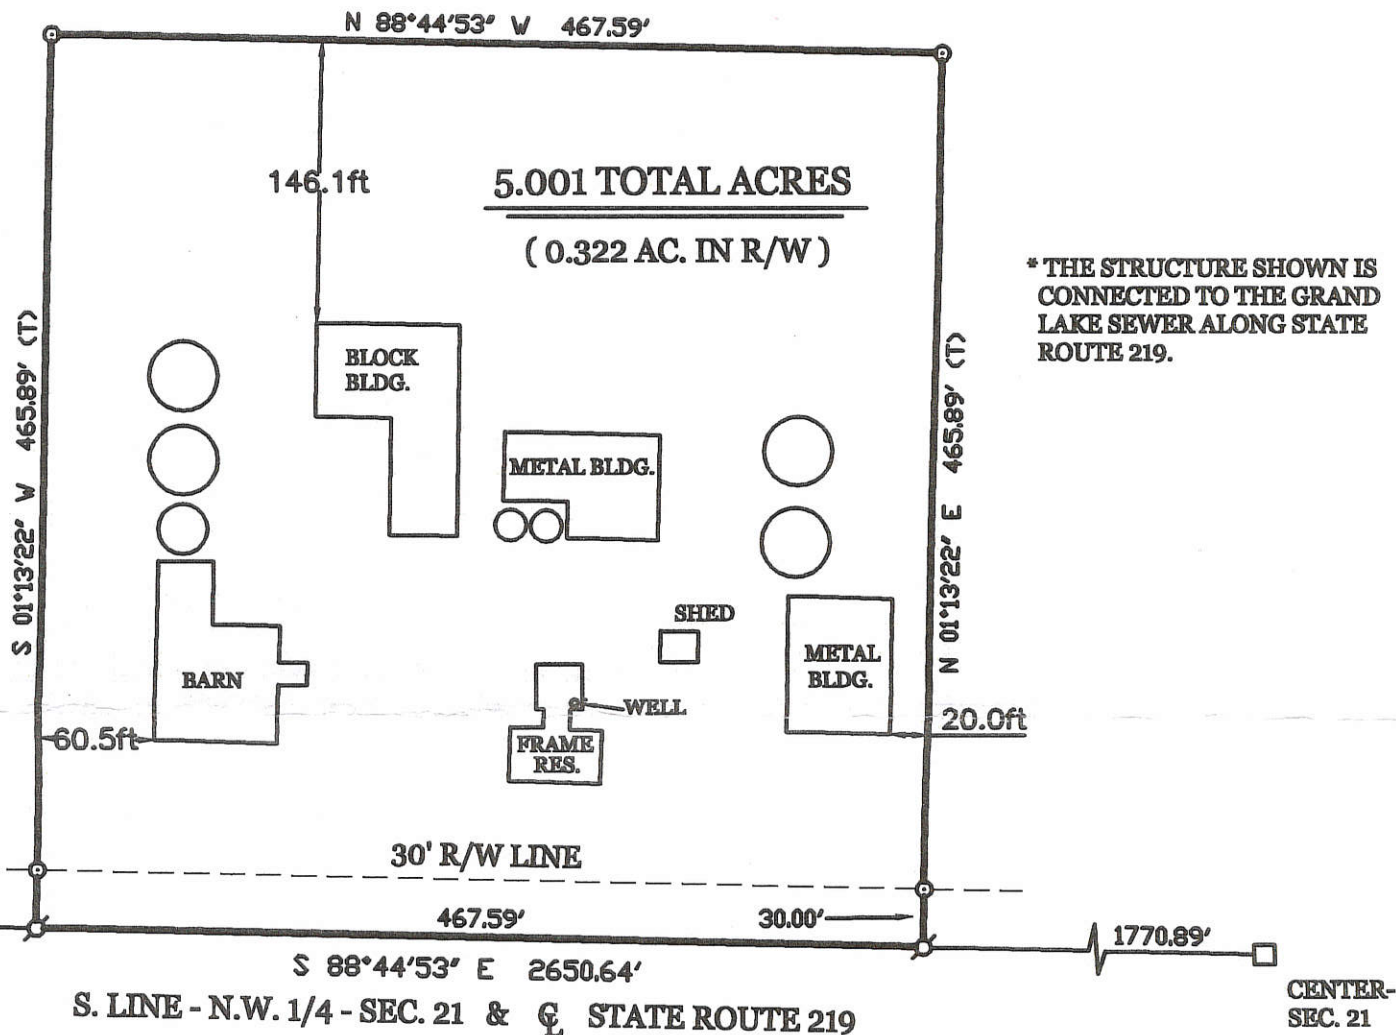 N 88°44'53" W 467.59'
146.1ft
5.001 TOTAL ACRES
( 0.322 AC. IN R/W )
* THE STRUCTURE SHOWN IS
CONNECTED TO THE GRAND
LAKE SEWER ALONG STATE
ROUTE 219.
S 01°13'22" W 465.89' (T)
N 01°13'22" E 465.89' (T)
BLOCK
BLDG.
METAL BLDG.
SHED
BARN
METAL
BLDG.
WELL
60.5ft
20.0ft
FRAME
RES.
30' R/W LINE
467.59'
30.00'
1770.89'
S 88°44'53" E 2650.64'
CENTER-
SEC. 21
S. LINE - N.W. 1/4 - SEC. 21 & ℄ STATE ROUTE 219